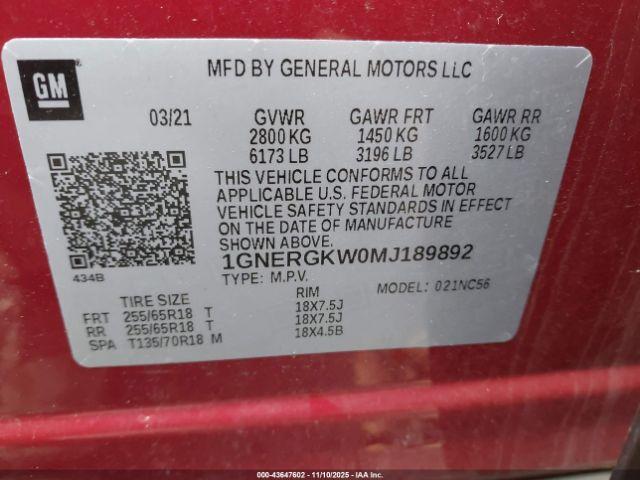 GM
MFD BY GENERAL MOTORS LLC
03/21 GVWR GAWR FRT GAWR RR
2800 KG 1450 KG 1600 KG
6173 LB 3196 LB 3527 LB
THIS VEHICLE CONFORMS TO ALL
APPLICABLE U.S. FEDERAL MOTOR
VEHICLE SAFETY STANDARDS IN EFFECT
ON THE DATE OF MANUFACTURE
SHOWN ABOVE.
434B 1GNERGKW0MJ189892
TYPE: M.P.V. MODEL: 021NC56
TIRE SIZE RIM
FRT 255/65R18 T 18X7.5J
RR 255/65R18 T 18X7.5J
SPA T135/70R18 M 18X4.5B
000-43647602 - 11/10/2025 - IAAI.COM